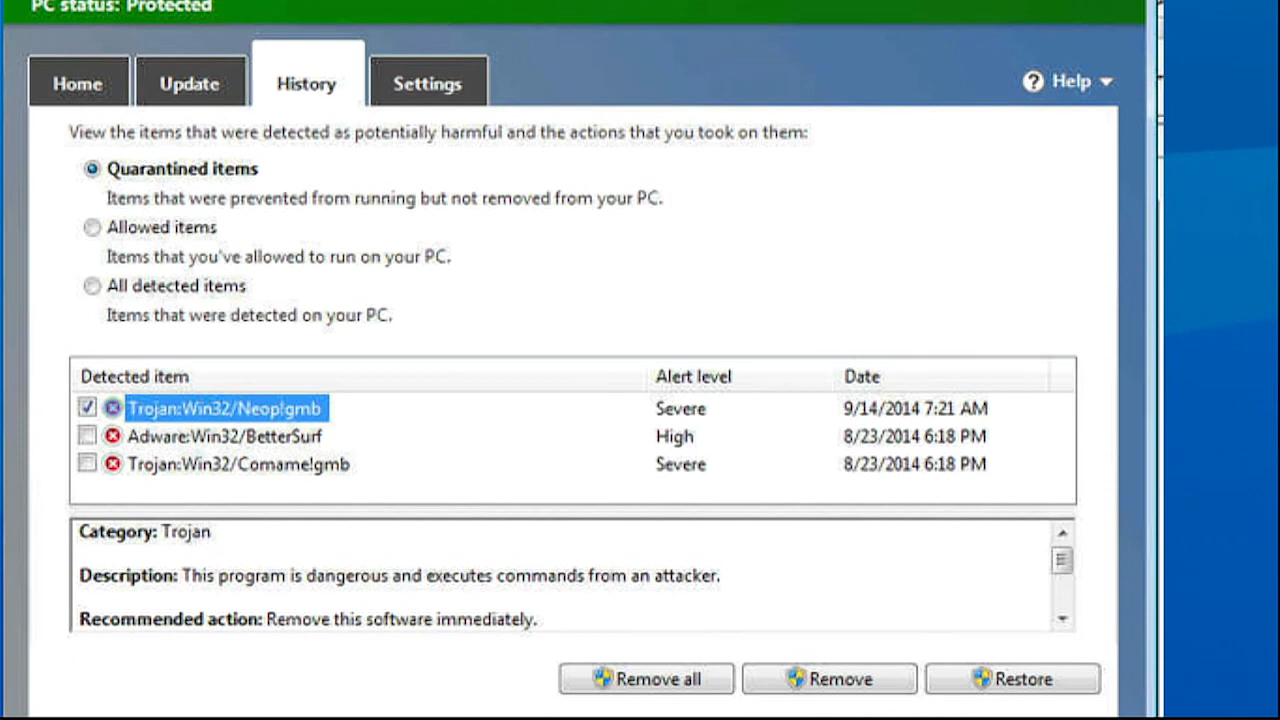 PC status: Protected
Home Update History Settings Help
View the items that were detected as potentially harmful and the actions that you took on them:
Quarantined items
Items that were prevented from running but not removed from your PC.
Allowed items
Items that you've allowed to run on your PC.
All detected items
Items that were detected on your PC.
Detected item Alert level Date
Trojan:Win32/Neop!gmb Severe 9/14/2014 7:21 AM
Adware:Win32/BetterSurf High 8/23/2014 6:18 PM
Trojan:Win32/Comame!gmb Severe 8/23/2014 6:18 PM
Category: Trojan
Description: This program is dangerous and executes commands from an attacker.
Recommended action: Remove this software immediately.
Remove all Remove Restore